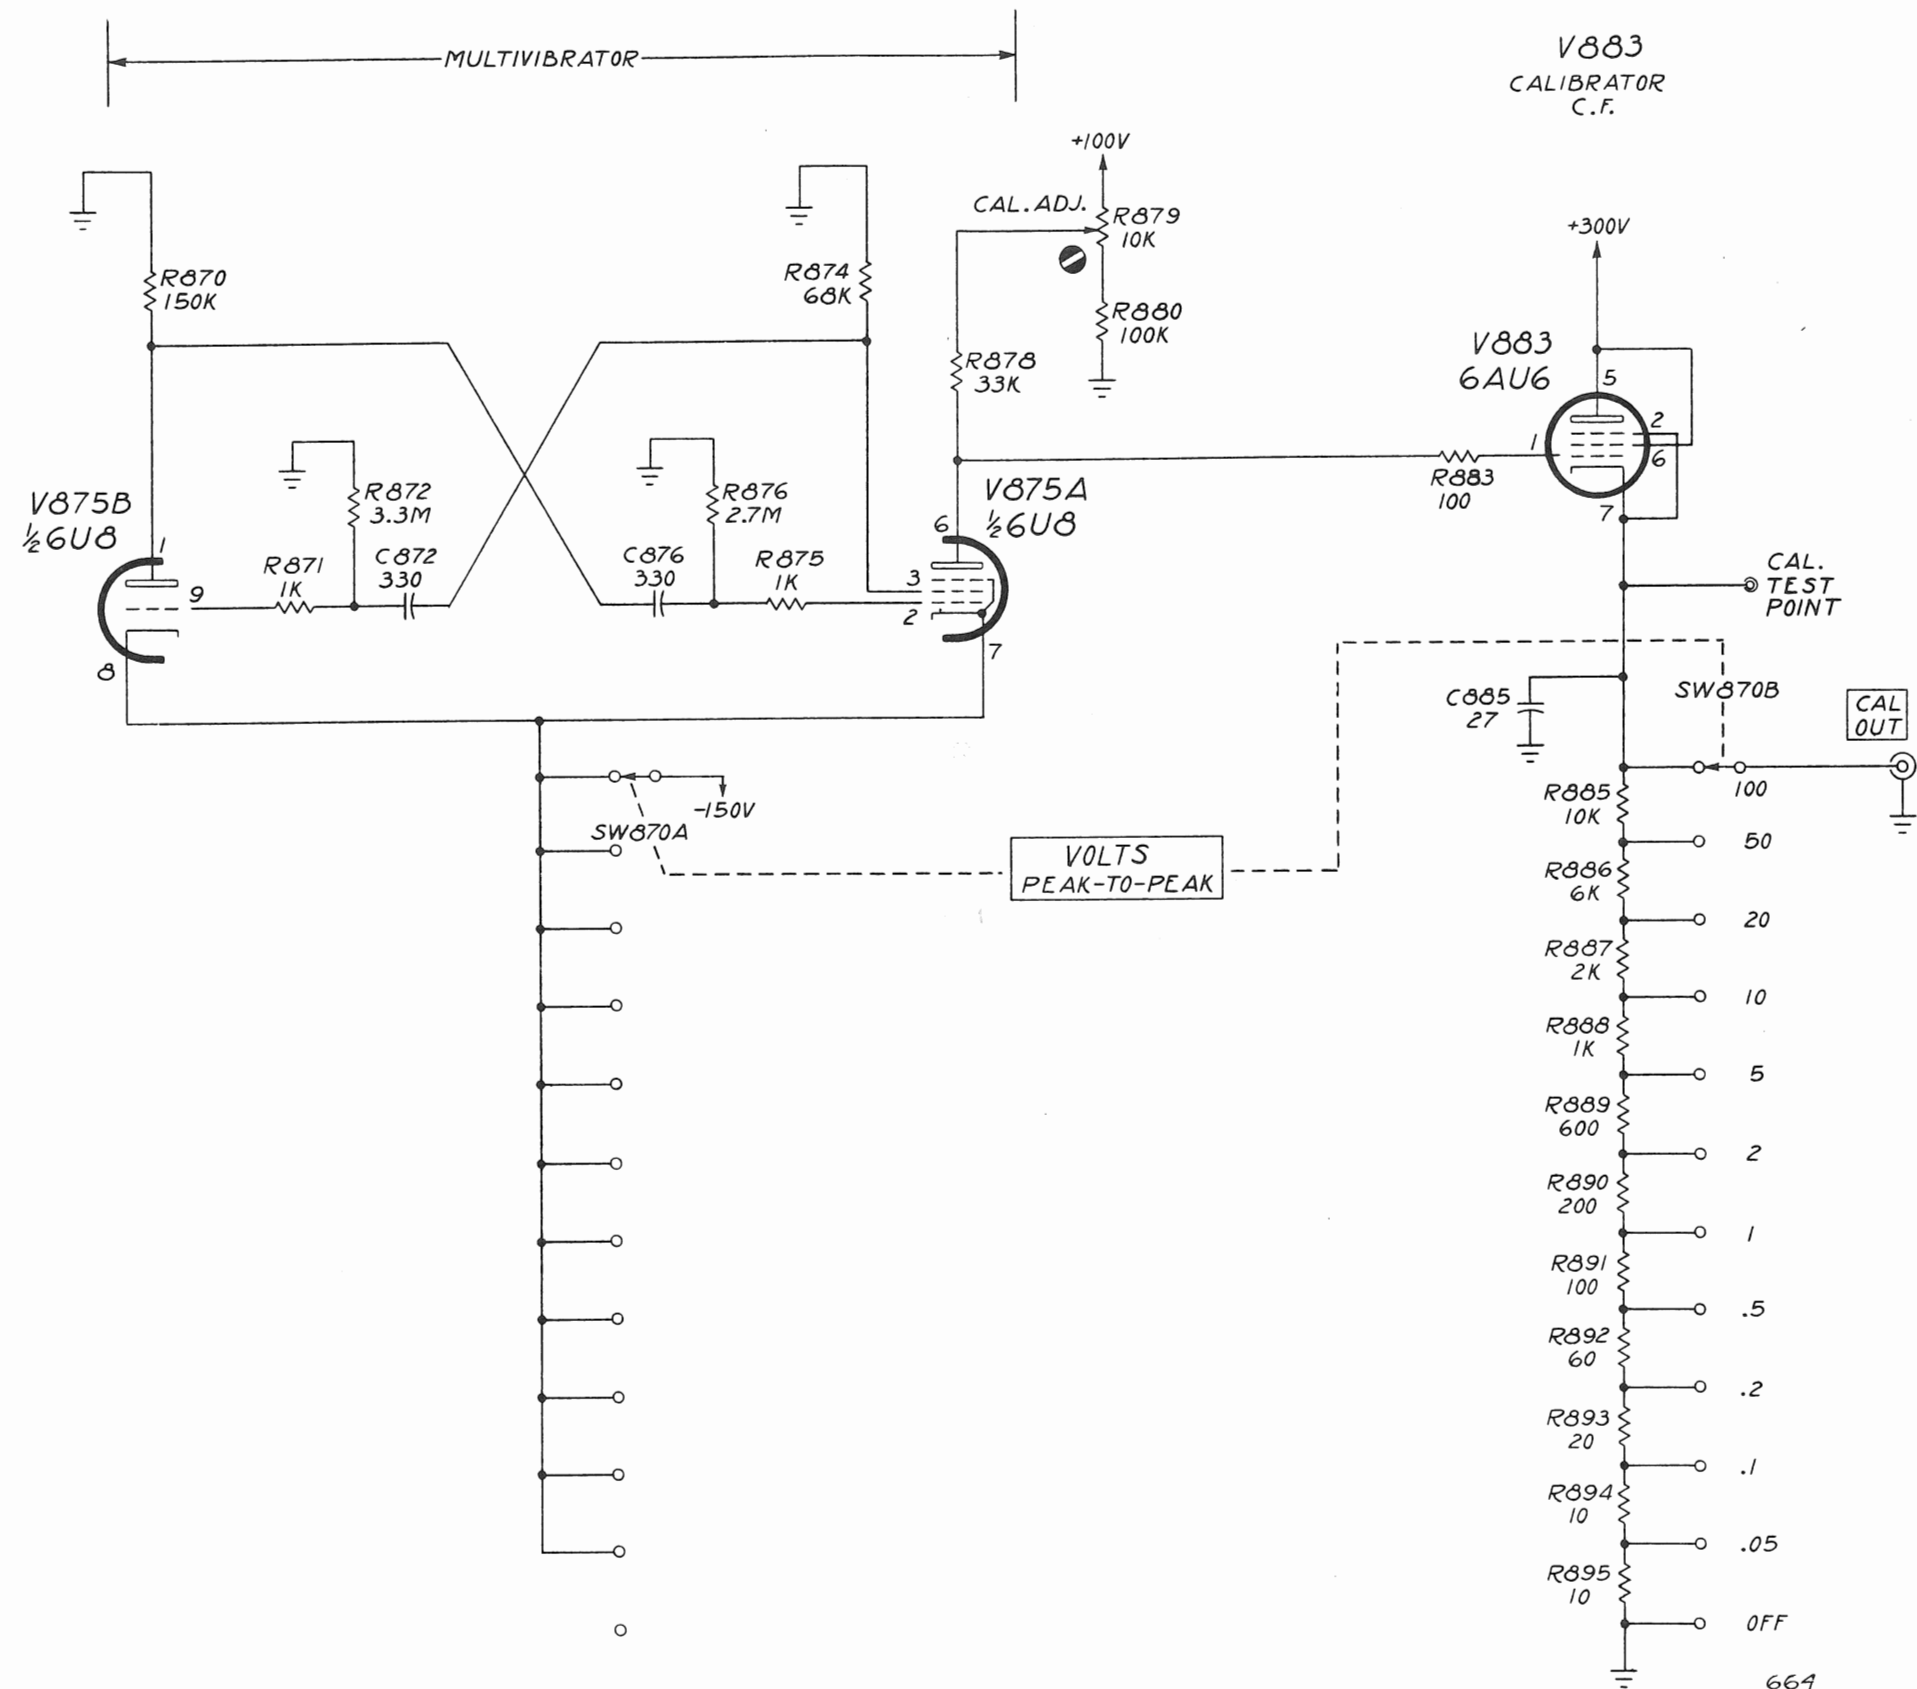 MULTIVIBRATOR
V883
CALIBRATOR
C.F.
+100V
CAL. ADJ.
R879
10K
+300V
R870
150K
R874
68K
R880
100K
R878
33K
V883
6AU6
5
2
1
6
7
R883
100
V875B
½6U8
1
9
8
R872
3.3M
R871
1K
C872
330
R876
2.7M
C876
330
R875
1K
V875A
½6U8
6
3
2
7
CAL.
TEST
POINT
C885
27
SW870B
CAL
OUT
-150V
SW870A
VOLTS
PEAK-TO-PEAK
100
R885
10K
50
R886
6K
20
R887
2K
10
R888
1K
5
R889
600
2
R890
200
1
R891
100
.5
R892
60
.2
R893
20
.1
R894
10
.05
R895
10
OFF
664